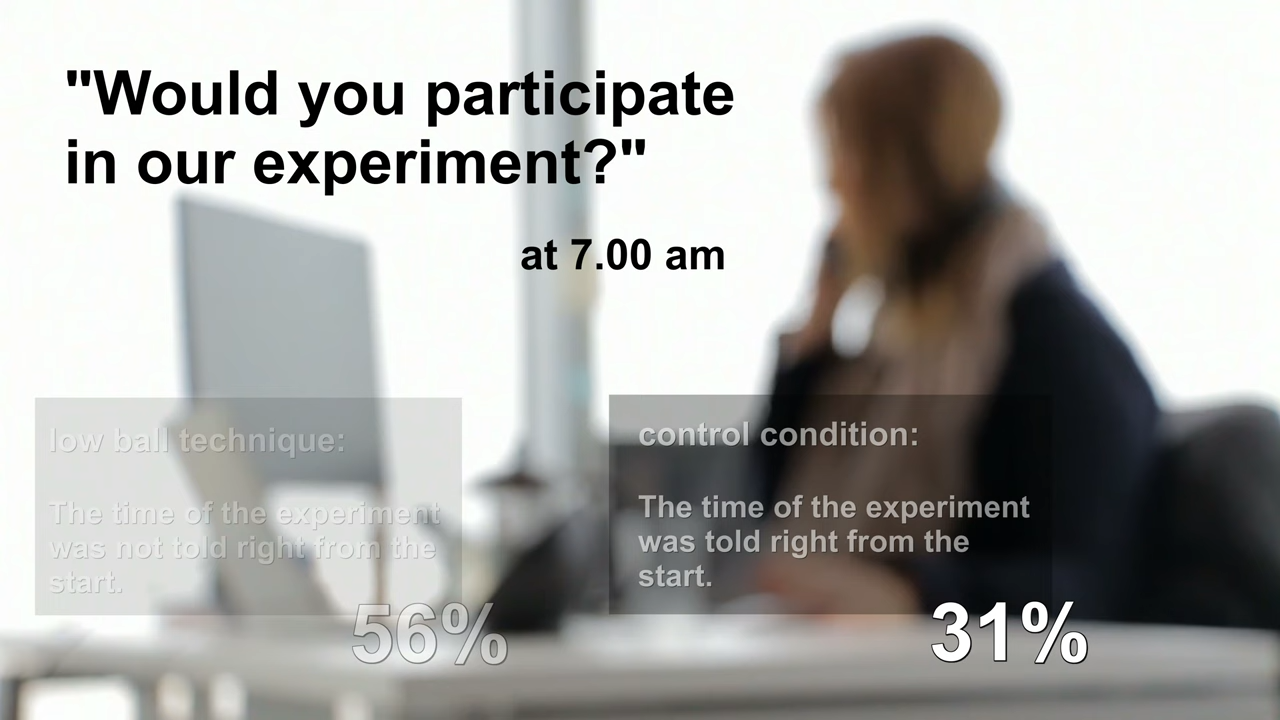 "Would you participate
in our experiment?"
at 7.00 am
low ball technique:
The time of the experiment
was not told right from the
start.
56%
control condition:
The time of the experiment
was told right from the
start.
31%